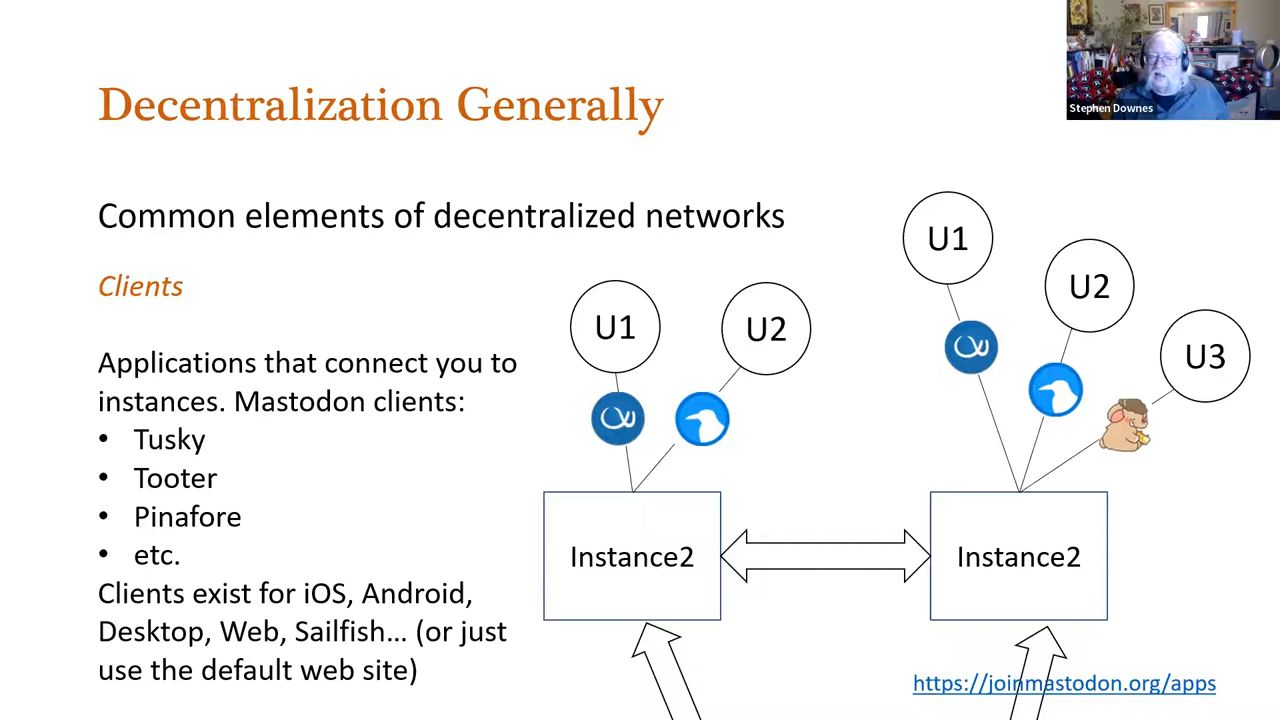 Stephen Downes
Decentralization Generally
Common elements of decentralized networks
Clients
Applications that connect you to
instances. Mastodon clients:
• Tusky
• Tooter
• Pinafore
• etc.
Clients exist for iOS, Android,
Desktop, Web, Sailfish... (or just
use the default web site)
U1
U2
U1
U2
U3
Instance2
Instance2
https://joinmastodon.org/apps